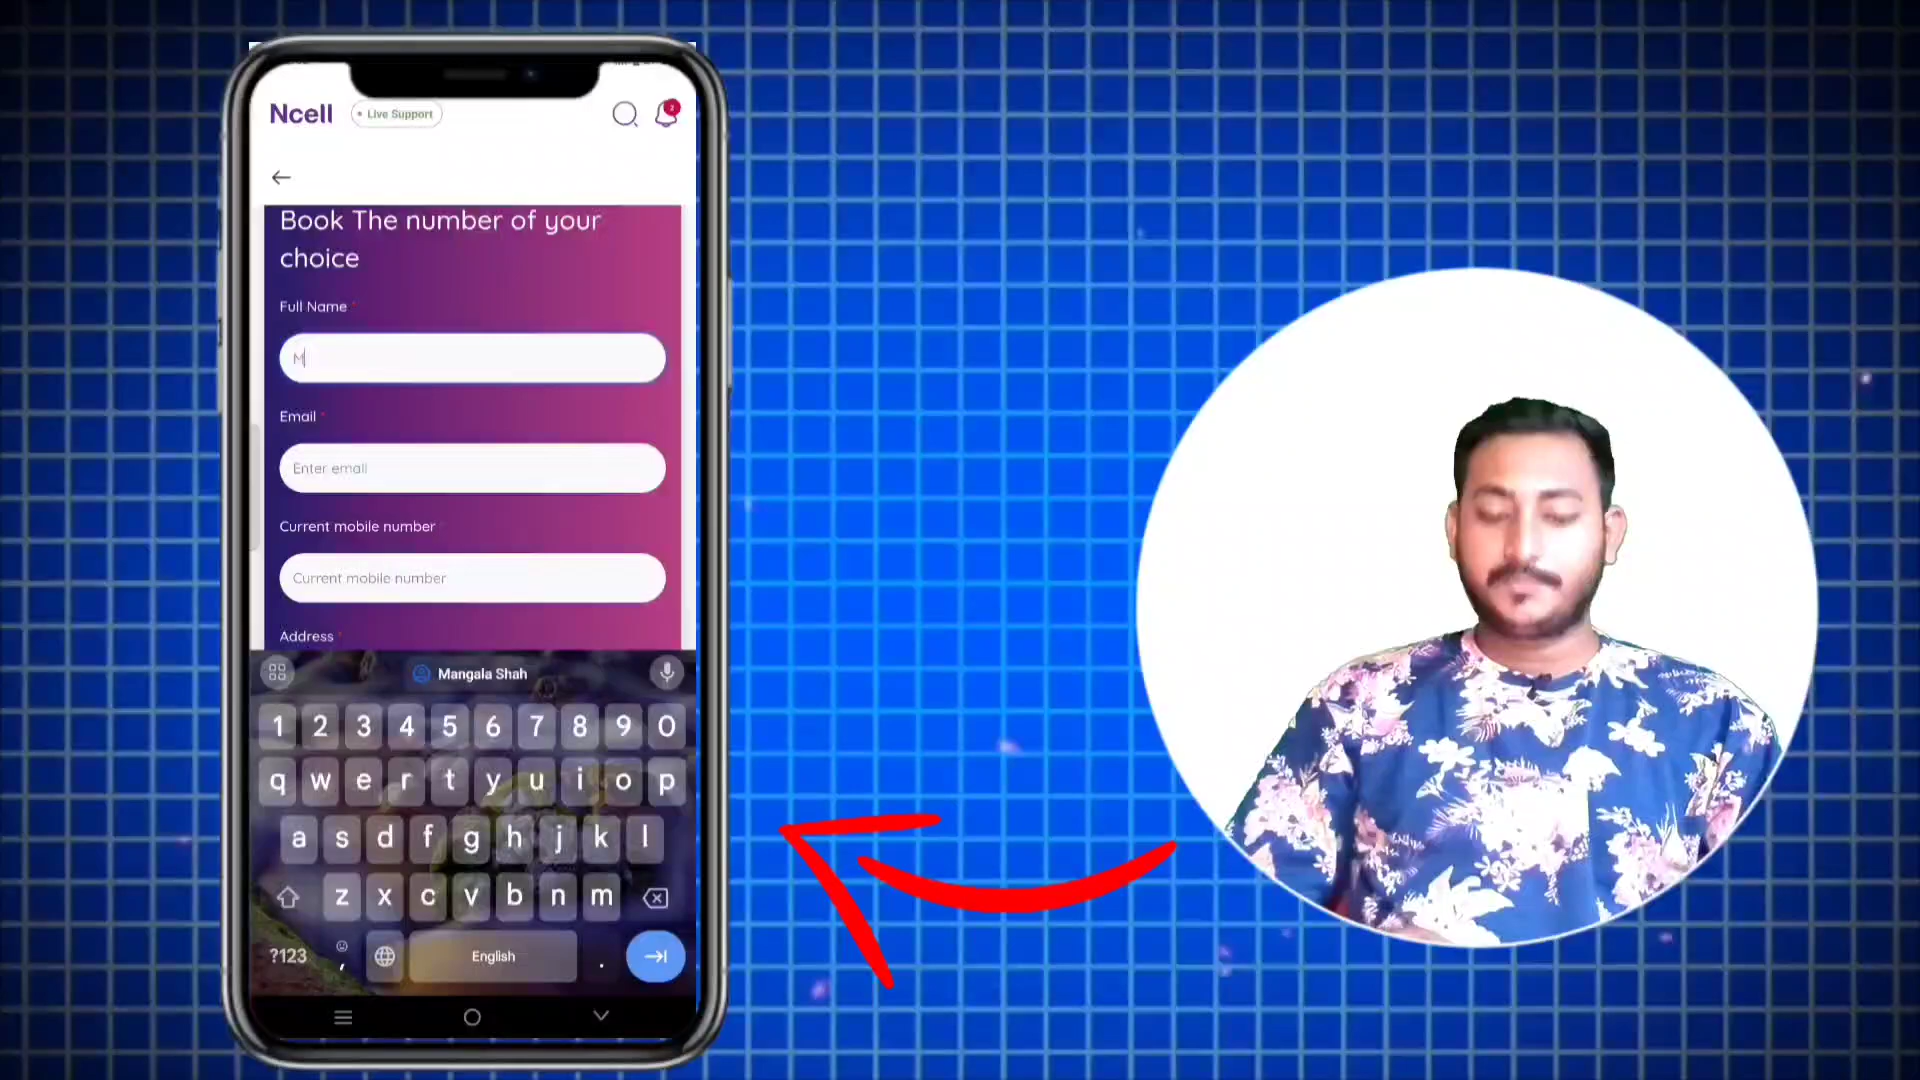 Ncell
Live Support
2
Book The number of your
choice
Full Name *
M
Email *
Enter email
Current mobile number
Current mobile number
Address *
Mangala Shah
1 2 3 4 5 6 7 8 9 0
q w e r t y u i o p
a s d f g h j k l
z x c v b n m
?123 , English .